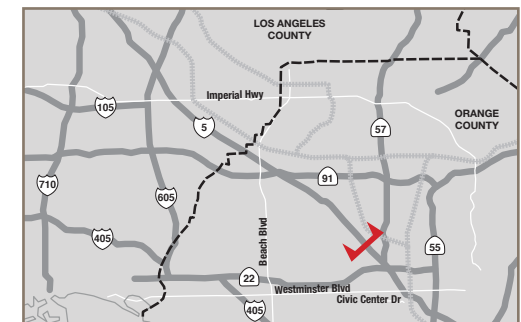 LOS ANGELES
COUNTY
Imperial Hwy
105
5
57
ORANGE
COUNTY
91
710
605
405
Beach Blvd
55
22
Westminster Blvd
Civic Center Dr
405